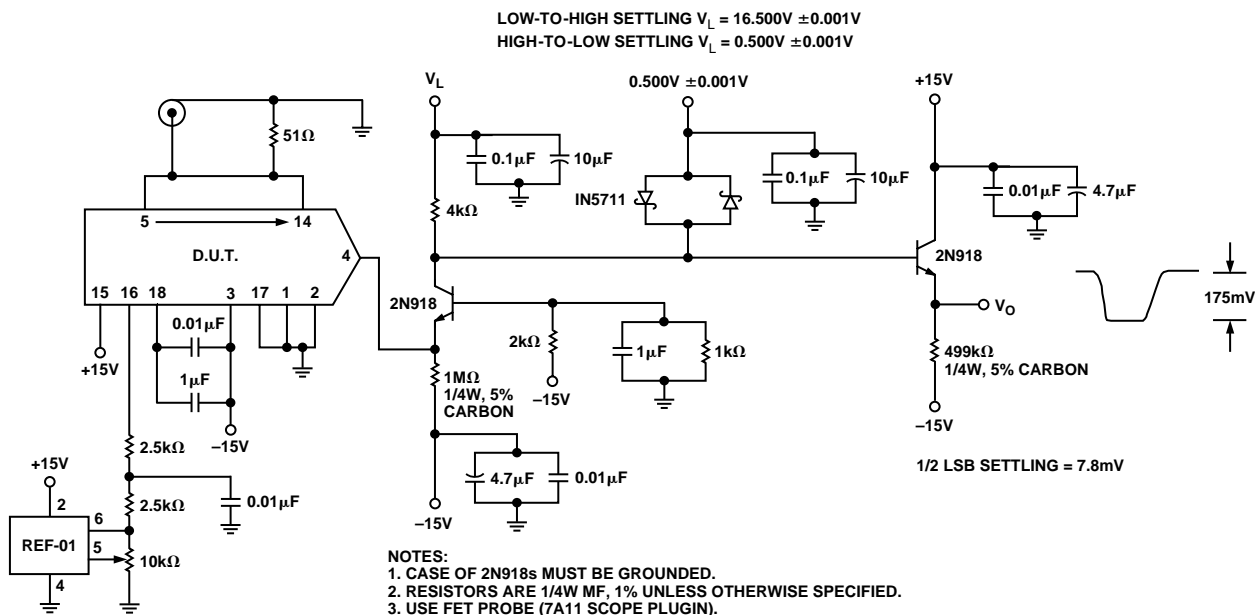 LOW-TO-HIGH SETTLING VL = 16.500V ±0.001V
HIGH-TO-LOW SETTLING VL = 0.500V ±0.001V
VL
0.500V ±0.001V
+15V
51Ω
0.1µF
10µF
0.1µF
10µF
0.01µF
4.7µF
4kΩ
IN5711
5
14
D.U.T.
4
2N918
15
16
18
3
17
1
2
2N918
VO
175mV
0.01µF
+15V
1µF
2kΩ
1µF
1kΩ
499kΩ
1/4W, 5% CARBON
1MΩ
1/4W, 5%
CARBON
–15V
–15V
–15V
2.5kΩ
1/2 LSB SETTLING = 7.8mV
+15V
0.01µF
4.7µF
0.01µF
2
2.5kΩ
–15V
6
REF-01
5
10kΩ
4
NOTES:
1. CASE OF 2N918s MUST BE GROUNDED.
2. RESISTORS ARE 1/4W MF, 1% UNLESS OTHERWISE SPECIFIED.
3. USE FET PROBE (7A11 SCOPE PLUGIN).